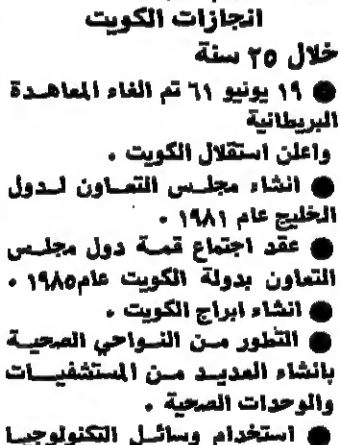 انجازات الكويت
خلال ٢٥ سنة
● ١٩ يونيو ٦١ تم الغاء المعاهدة
البريطانية
واعلن استقلال الكويت .
● انشاء مجلس التعاون لدول
الخليج عام ١٩٨١ .
● عقد اجتماع قمة دول مجلس
التعاون بدولة الكويت عام١٩٨٥ .
● انشاء ابراج الكويت .
● التطور من النواحي الصحية
بانشاء العديد من المستشفيات
والوحدات الصحية .
● استخدام وسائل التكنولوجيا